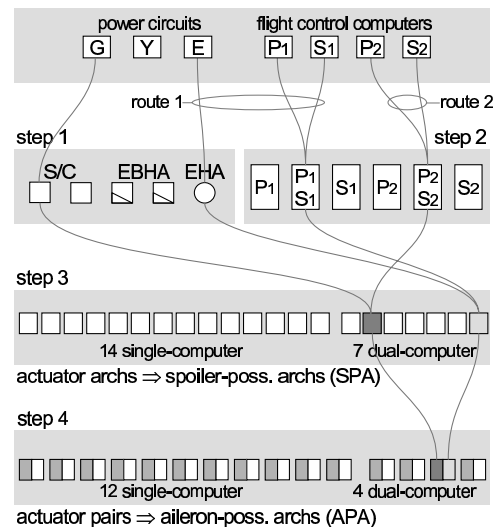 power circuits flight control computers
G Y E P1 S1 P2 S2
route 1 route 2
step 1 step 2
S/C EBHA EHA
P1 P1 S1 S1 P2 P2 S2 S2
step 3
14 single-computer 7 dual-computer
actuator archs ⇒ spoiler-poss. archs (SPA)
step 4
12 single-computer 4 dual-computer
actuator pairs ⇒ aileron-poss. archs (APA)